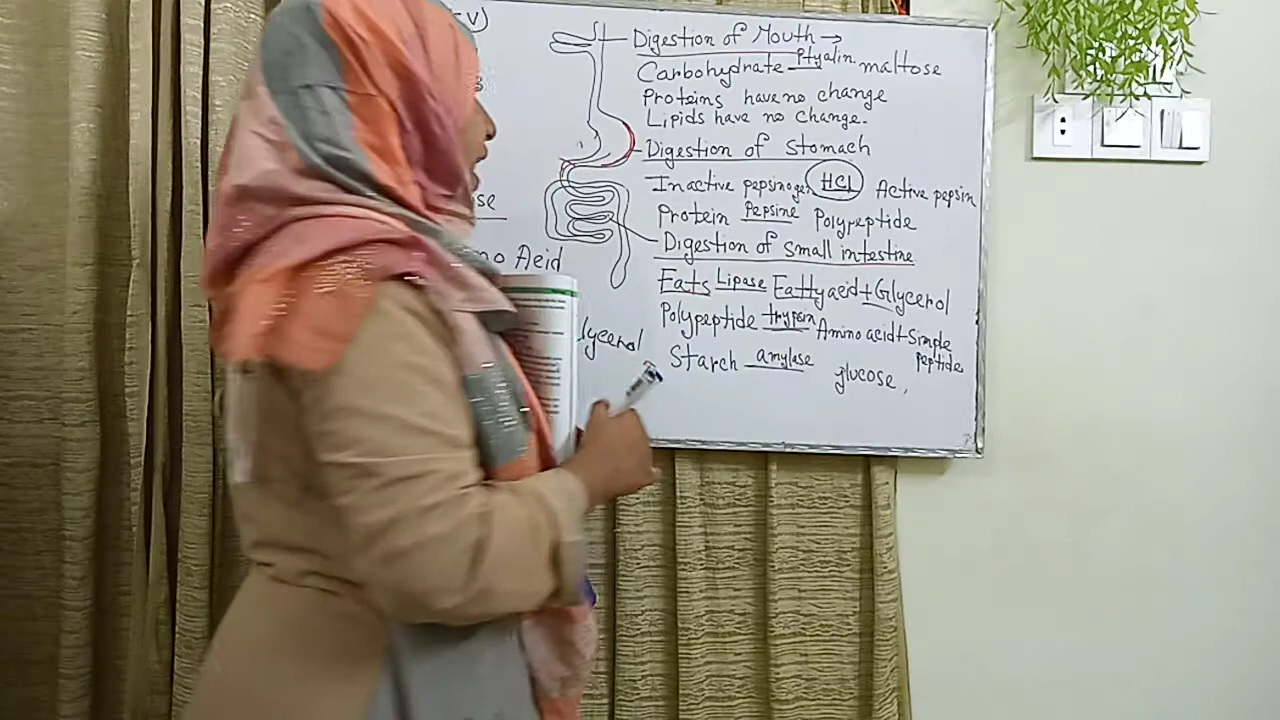 Digestion of Mouth →
Carbohydrate Ptyalin maltose
Proteins have no change
Lipids have no change.
Digestion of Stomach
Inactive pepsinogen HCl Active pepsin
Protein Pepsine Polypeptide
Digestion of small intestine
Fats Lipase Fatty acid + Glycerol
Polypeptide trypsin Amino acid + Simple
peptide
Starch amylase glucose,
Acid